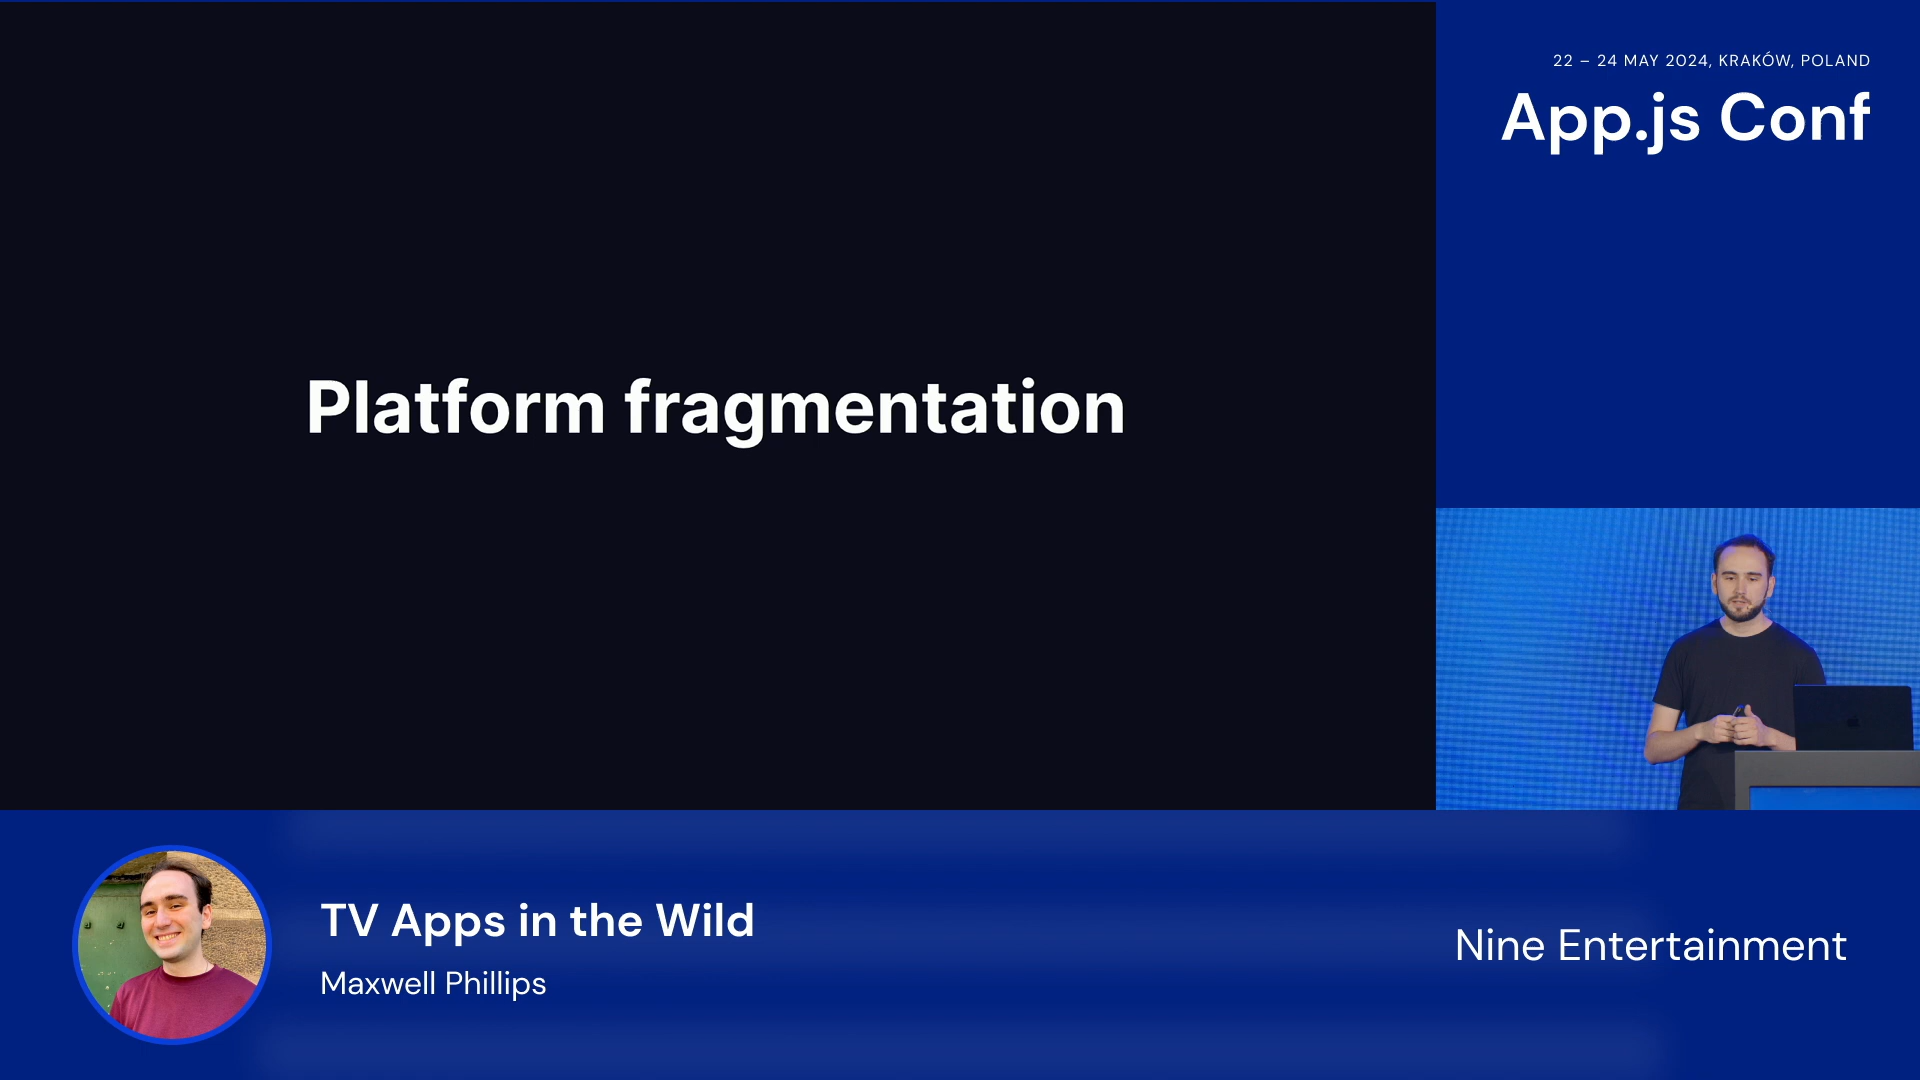 22 – 24 MAY 2024, KRAKÓW, POLAND
App.js Conf
Platform fragmentation
TV Apps in the Wild
Maxwell Phillips
Nine Entertainment